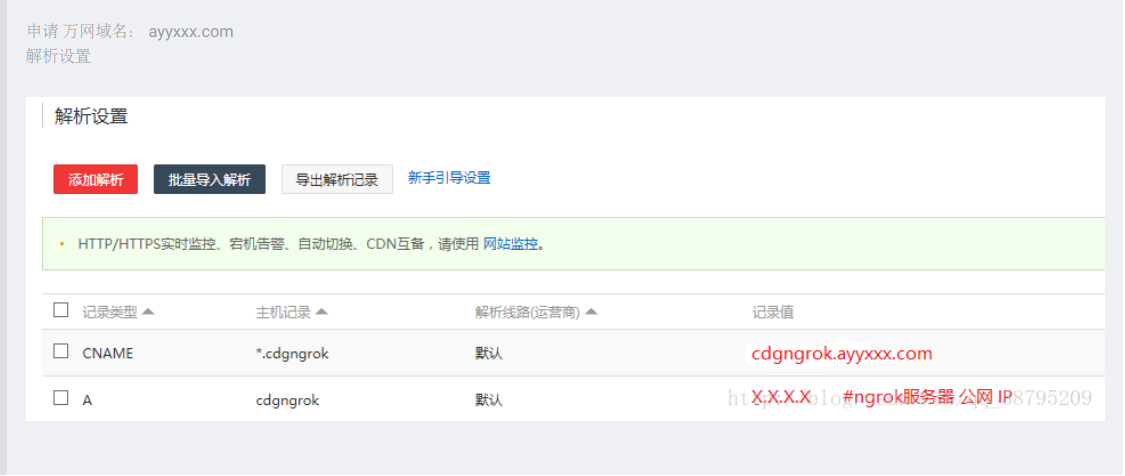 申请 万网域名: ayyxxx.com
解析设置
解析设置
添加解析 批量导入解析 导出解析记录 新手引导设置
• HTTP/HTTPS实时监控、宕机告警、自动切换、CDN互备，请使用 网站监控。
记录类型 主机记录 解析线路(运营商) 记录值
CNAME *.cdgngrok 默认 cdgngrok.ayyxxx.com
A cdgngrok 默认 X.X.X.X #ngrok服务器 公网 IP